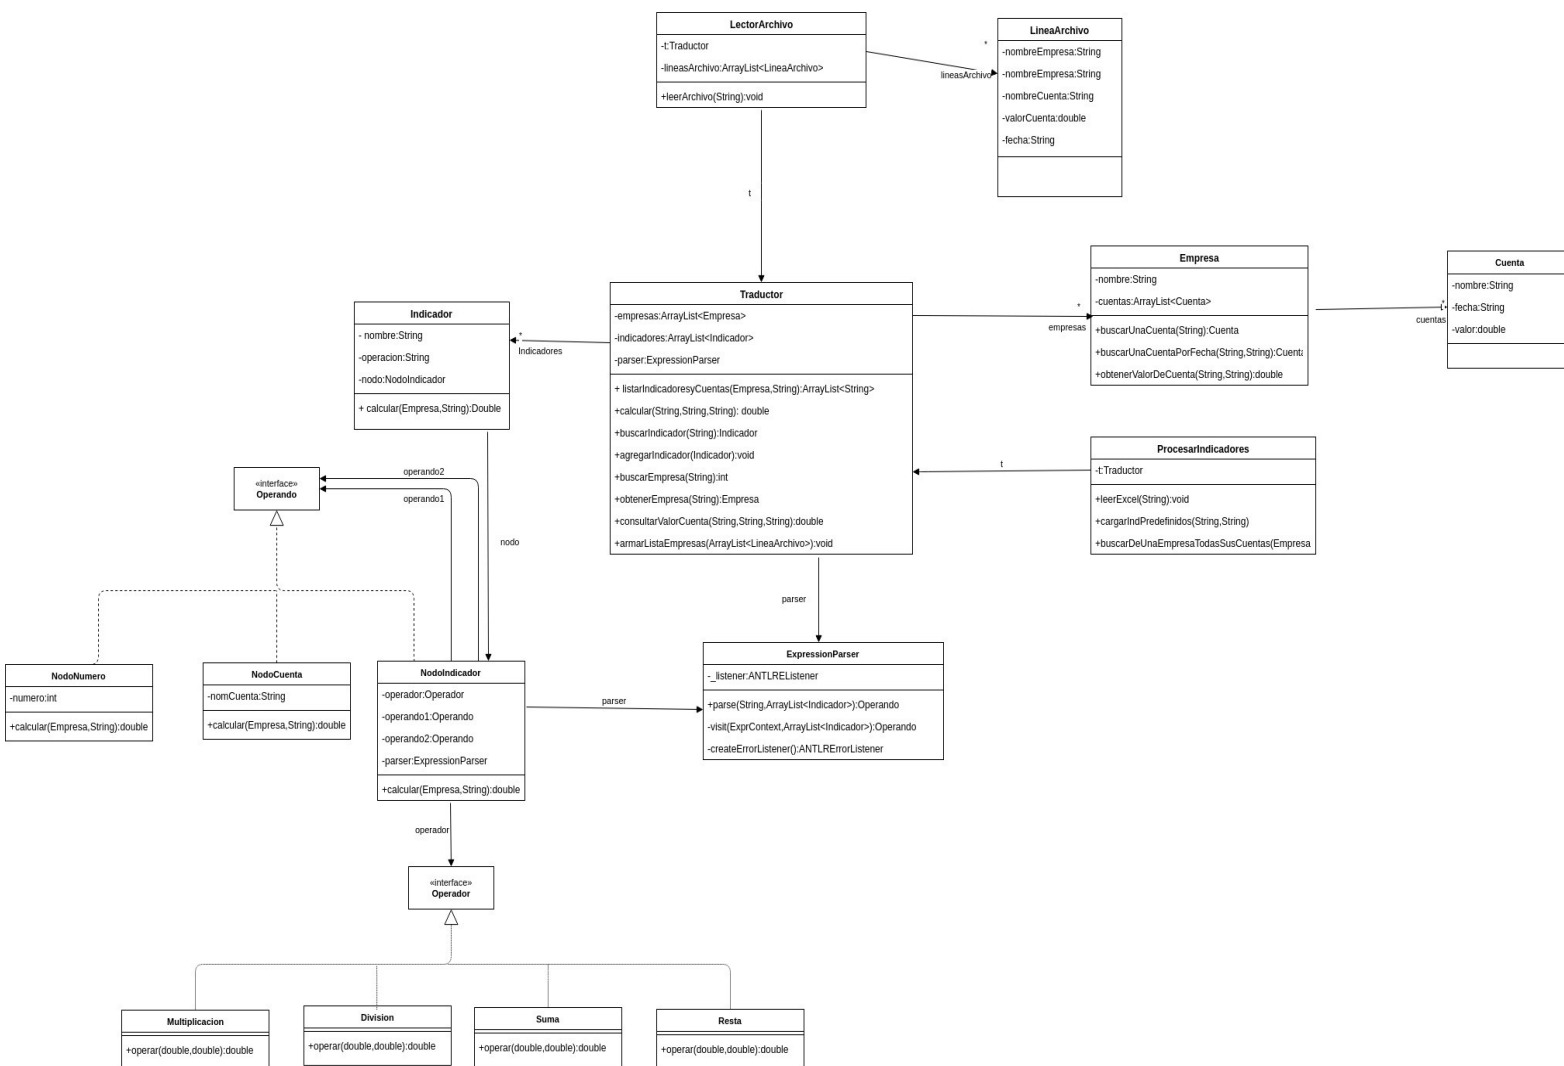 LectorArchivo
-t:Traductor
-lineasArchivo:ArrayList<LineaArchivo>
+leerArchivo(String):void
*
lineasArchivo
LineaArchivo
-nombreEmpresa:String
-nombreEmpresa:String
-nombreCuenta:String
-valorCuenta:double
-fecha:String
t
Indicador
- nombre:String
-operacion:String
-nodo:NodoIndicador
+ calcular(Empresa,String):Double
*
Indicadores
Traductor
-empresas:ArrayList<Empresa>
-indicadores:ArrayList<Indicador>
-parser:ExpressionParser
+ listarIndicadoresyCuentas(Empresa,String):ArrayList<String>
+calcular(String,String,String): double
+buscarIndicador(String):Indicador
+agregarIndicador(Indicador):void
+buscarEmpresa(String):int
+obtenerEmpresa(String):Empresa
+consultarValorCuenta(String,String,String):double
+armarListaEmpresas(ArrayList<LineaArchivo>):void
*
empresas
Empresa
-nombre:String
-cuentas:ArrayList<Cuenta>
+buscarUnaCuenta(String):Cuenta
+buscarUnaCuentaPorFecha(String,String):Cuenta
+obtenerValorDeCuenta(String,String):double
*
cuentas
Cuenta
-nombre:String
-fecha:String
-valor:double
t
ProcesarIndicadores
-t:Traductor
+leerExcel(String):void
+cargarIndPredefinidos(String,String)
+buscarDeUnaEmpresaTodasSusCuentas(Empresa
«interface»
Operando
operando2
operando1
nodo
parser
NodoNumero
-numero:int
+calcular(Empresa,String):double
NodoCuenta
-nomCuenta:String
+calcular(Empresa,String):double
NodoIndicador
-operador:Operador
-operando1:Operando
-operando2:Operando
-parser:ExpressionParser
+calcular(Empresa,String):double
parser
ExpressionParser
-_listener:ANTLREListener
+parse(String,ArrayList<Indicador>):Operando
-visit(ExprContext,ArrayList<Indicador>):Operando
-createErrorListener():ANTLRErrorListener
operador
«interface»
Operador
Multiplicacion
+operar(double,double):double
Division
+operar(double,double):double
Suma
+operar(double,double):double
Resta
+operar(double,double):double